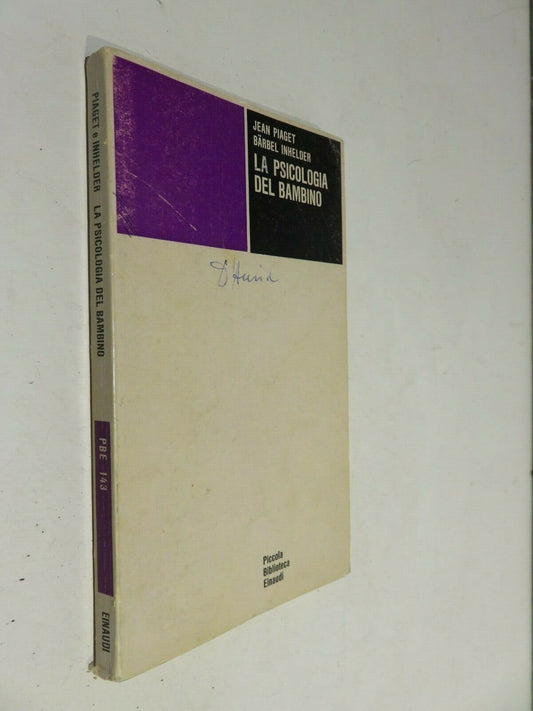 PIAGET e INHELDER LA PSICOLOGIA DEL BAMBINO
PBE 143
EINAUDI
JEAN PIAGET
BÄRBEL INHELDER
LA PSICOLOGIA
DEL BAMBINO
Piccola
Biblioteca
Einaudi